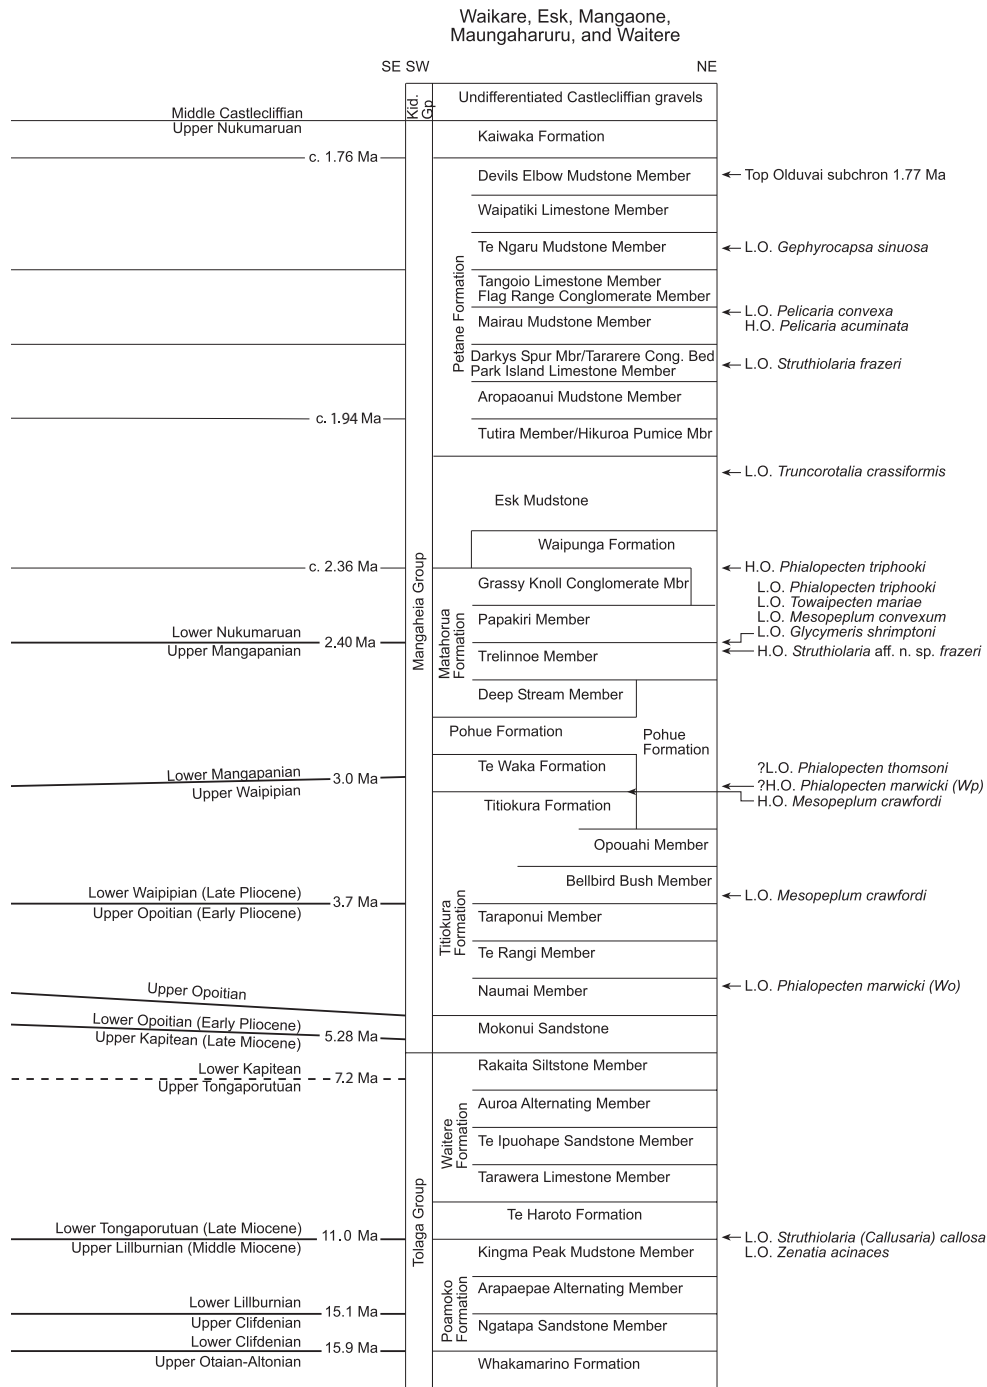 Waikare, Esk, Mangaone,
Maungaharuru, and Waitere
SE SW
NE
Kid.
Gp
Undifferentiated Castlecliffian gravels
Middle Castlecliffian
Upper Nukumaruan
Kaiwaka Formation
c. 1.76 Ma
Devils Elbow Mudstone Member
Top Olduvai subchron 1.77 Ma
Waipatiki Limestone Member
Te Ngaru Mudstone Member
L.O. Gephyrocapsa sinuosa
Petane Formation
Tangoio Limestone Member
Flag Range Conglomerate Member
L.O. Pelicaria convexa
H.O. Pelicaria acuminata
Mairau Mudstone Member
Darkys Spur Mbr/Tararere Cong. Bed
Park Island Limestone Member
L.O. Struthiolaria frazeri
Aropaoanui Mudstone Member
c. 1.94 Ma
Tutira Member/Hikuroa Pumice Mbr
L.O. Truncorotalia crassiformis
Esk Mudstone
Waipunga Formation
c. 2.36 Ma
Mangaheia Group
H.O. Phialopecten triphooki
Grassy Knoll Conglomerate Mbr
L.O. Phialopecten triphooki
L.O. Towaipecten mariae
L.O. Mesopeplum convexum
L.O. Glycymeris shrimptoni
Matahorua
Formation
Papakiri Member
Lower Nukumaruan
2.40 Ma
Upper Mangapanian
Trelinnoe Member
H.O. Struthiolaria aff. n. sp. frazeri
Deep Stream Member
Pohue Formation
Pohue
Formation
Te Waka Formation
?L.O. Phialopecten thomsoni
?H.O. Phialopecten marwicki (Wp)
H.O. Mesopeplum crawfordi
Lower Mangapanian
3.0 Ma
Upper Waipipian
Titiokura Formation
Opouahi Member
Bellbird Bush Member
Lower Waipipian (Late Pliocene)
3.7 Ma
Upper Opoitian (Early Pliocene)
L.O. Mesopeplum crawfordi
Titiokura
Formation
Taraponui Member
Te Rangi Member
Naumai Member
L.O. Phialopecten marwicki (Wo)
Upper Opoitian
Lower Opoitian (Early Pliocene)
Upper Kapitean (Late Miocene)
5.28 Ma
Mokonui Sandstone
Lower Kapitean
7.2 Ma
Upper Tongaporutuan
Rakaita Siltstone Member
Waitere
Formation
Auroa Alternating Member
Te Ipuohape Sandstone Member
Tarawera Limestone Member
Tolaga Group
Te Haroto Formation
Lower Tongaporutuan (Late Miocene)
11.0 Ma
Upper Lillburnian (Middle Miocene)
L.O. Struthiolaria (Callusaria) callosa
L.O. Zenatia acinaces
Kingma Peak Mudstone Member
Poamoko
Formation
Arapaepae Alternating Member
Lower Lillburnian
15.1 Ma
Upper Clifdenian
Ngatapa Sandstone Member
Lower Clifdenian
15.9 Ma
Upper Otaian-Altonian
Whakamarino Formation